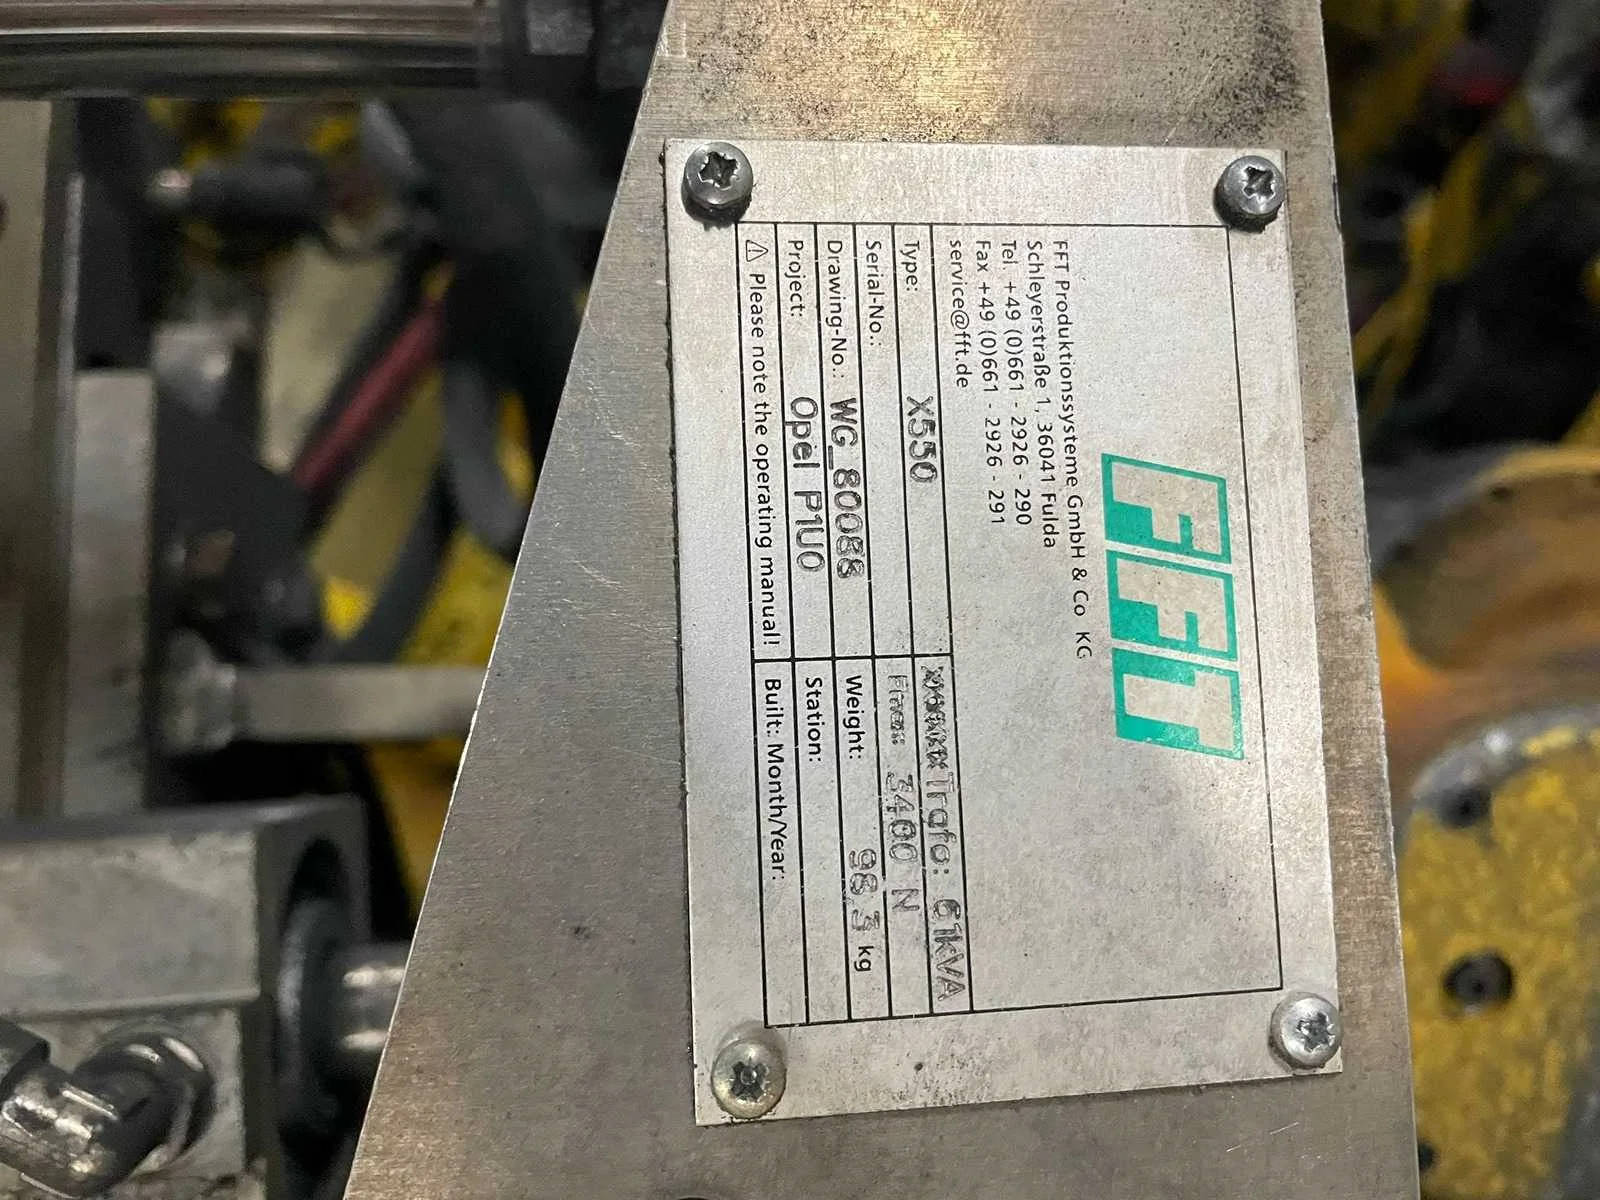 FFT
FFT Produktionssysteme GmbH & Co KG
Schleyerstraße 1, 36041 Fulda
Tel. +49 (0)661 - 2926 - 290
Fax +49 (0)661 - 2926 - 291
service@fft.de
Type: X550 Trafo: 61kVA
Serial-No.: Fmax: 3400 N
Drawing-No.: WG_80088 Weight: 98,3 kg
Project: Opel P1U0 Station:
⚠ Please note the operating manual! Built: Month/Year: